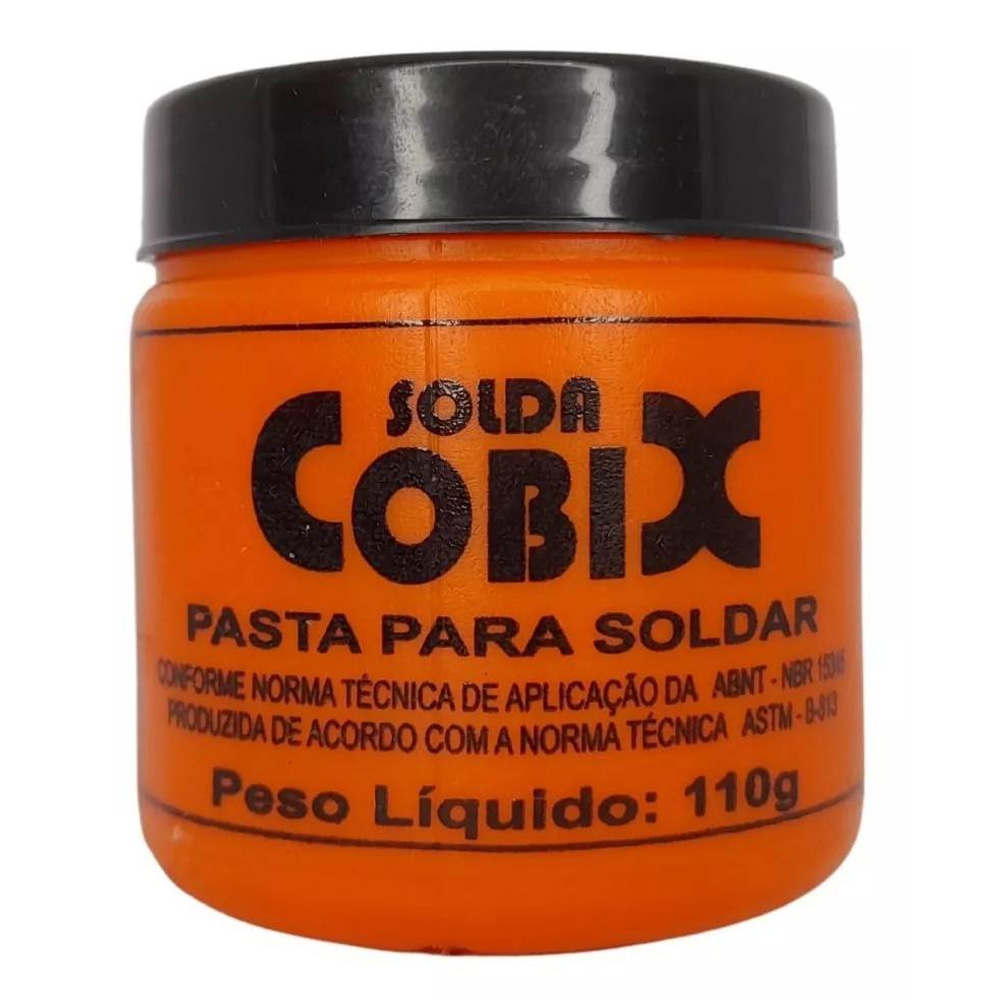 SOLDA
COBIX
PASTA PARA SOLDAR
CONFORME NORMA TÉCNICA DE APLICAÇÃO DA ABNT - NBR 15345
PRODUZIDA DE ACORDO COM A NORMA TÉCNICA ASTM - B-813
Peso Líquido: 110g